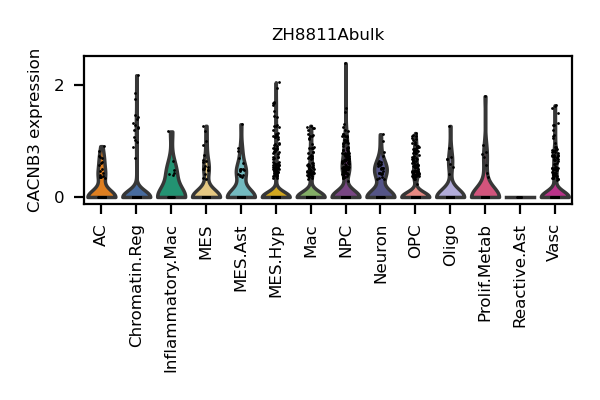 ZH8811Abulk
CACNB3 expression
2
0
AC
Chromatin.Reg
Inflammatory.Mac
MES
MES.Ast
MES.Hyp
Mac
NPC
Neuron
OPC
Oligo
Prolif.Metab
Reactive.Ast
Vasc